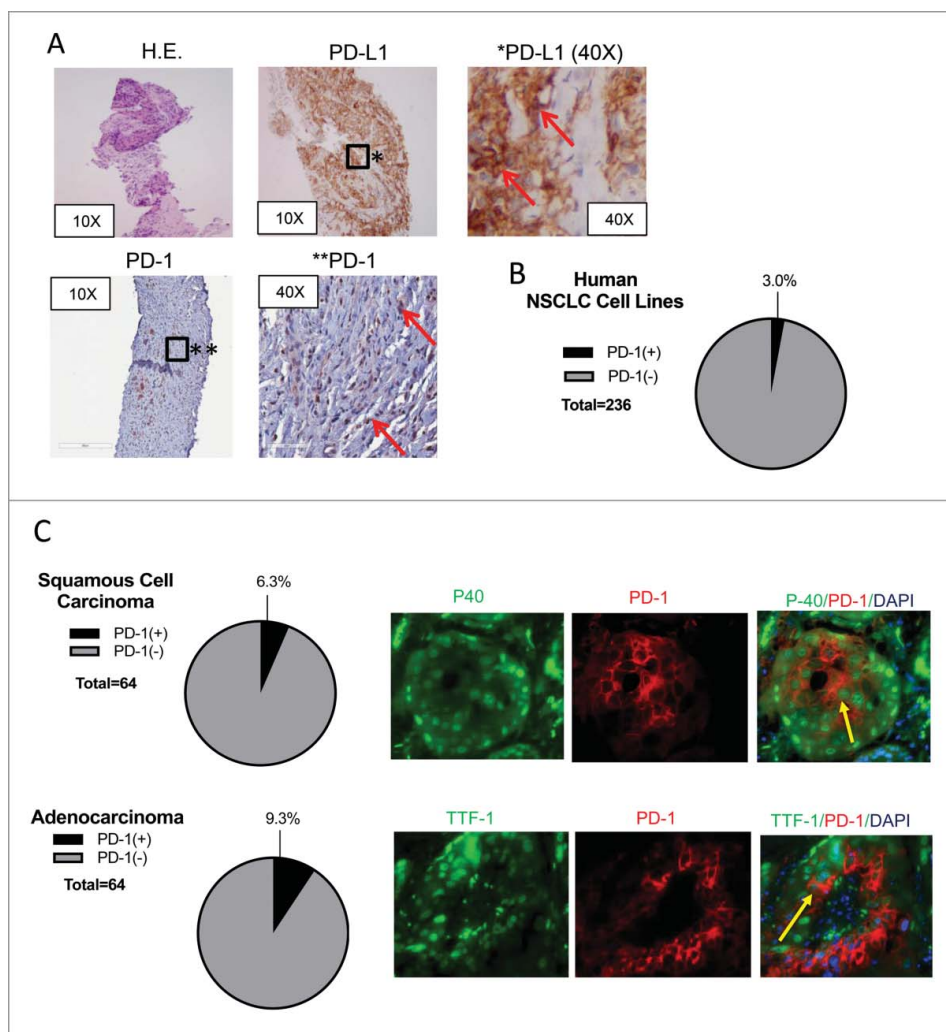 A
H.E.
PD-L1
*PD-L1 (40X)
10X
*
10X
40X
PD-1
**PD-1
10X
**
40X
B
Human
NSCLC Cell Lines
3.0%
PD-1(+)
PD-1(-)
Total=236
C
Squamous Cell
Carcinoma
6.3%
PD-1(+)
PD-1(-)
Total=64
P40
PD-1
P-40/PD-1/DAPI
Adenocarcinoma
9.3%
PD-1(+)
PD-1(-)
Total=64
TTF-1
PD-1
TTF-1/PD-1/DAPI